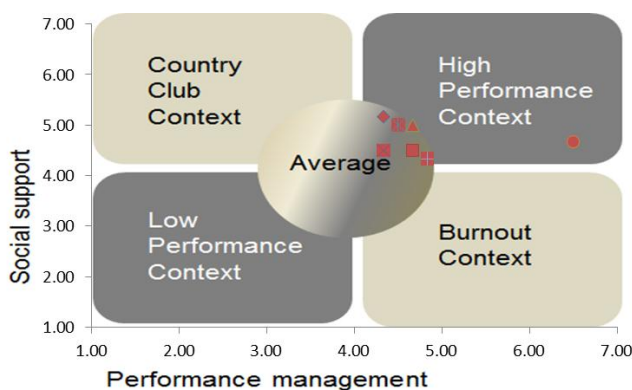 7.00
6.00
5.00
4.00
3.00
2.00
1.00
Social support
Country
Club
Context
High
Performance
Context
Average
Low
Performance
Context
Burnout
Context
1.00 2.00 3.00 4.00 5.00 6.00 7.00
Performance management